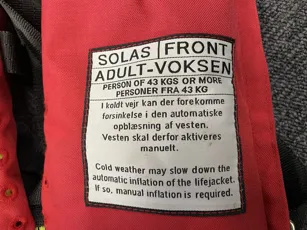 SOLAS FRONT
ADULT-VOKSEN
PERSON OF 43 KGS OR MORE
PERSONER FRA 43 KG
I koldt vejr kan der forekomme
forsinkelse i den automatiske
opblæsning af vesten.
Vesten skal derfor aktiveres
manuelt.
Cold weather may slow down the
automatic inflation of the lifejacket.
If so, manual inflation is required.